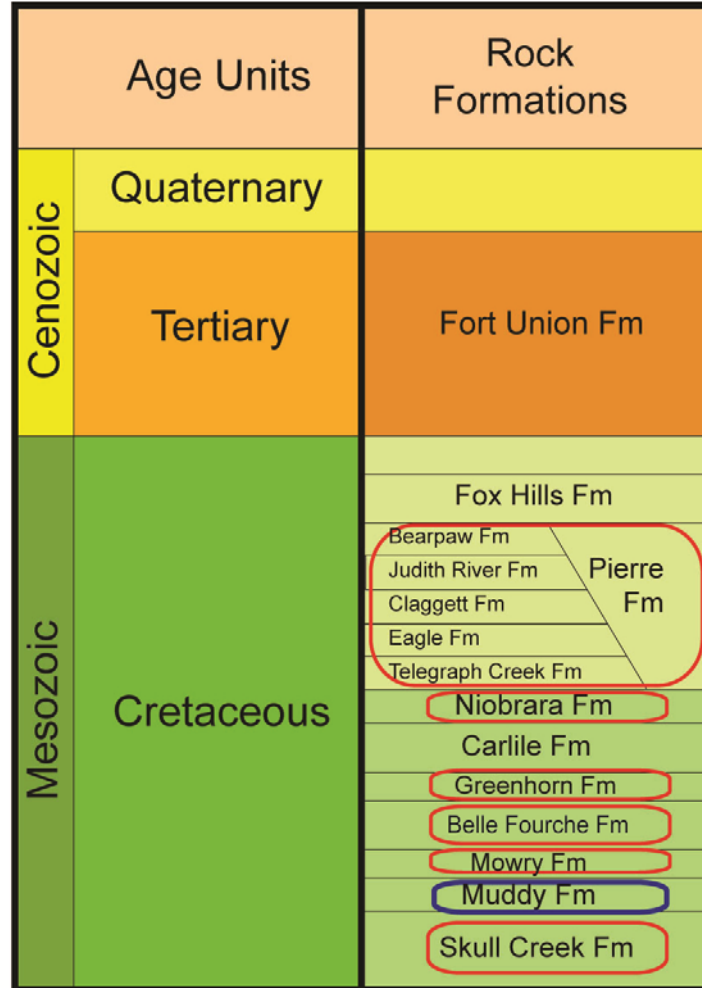 Age Units
Rock
Formations
Cenozoic
Quaternary
Tertiary
Fort Union Fm
Mesozoic
Cretaceous
Fox Hills Fm
Bearpaw Fm
Judith River Fm
Claggett Fm
Eagle Fm
Telegraph Creek Fm
Pierre
Fm
Niobrara Fm
Carlile Fm
Greenhorn Fm
Belle Fourche Fm
Mowry Fm
Muddy Fm
Skull Creek Fm